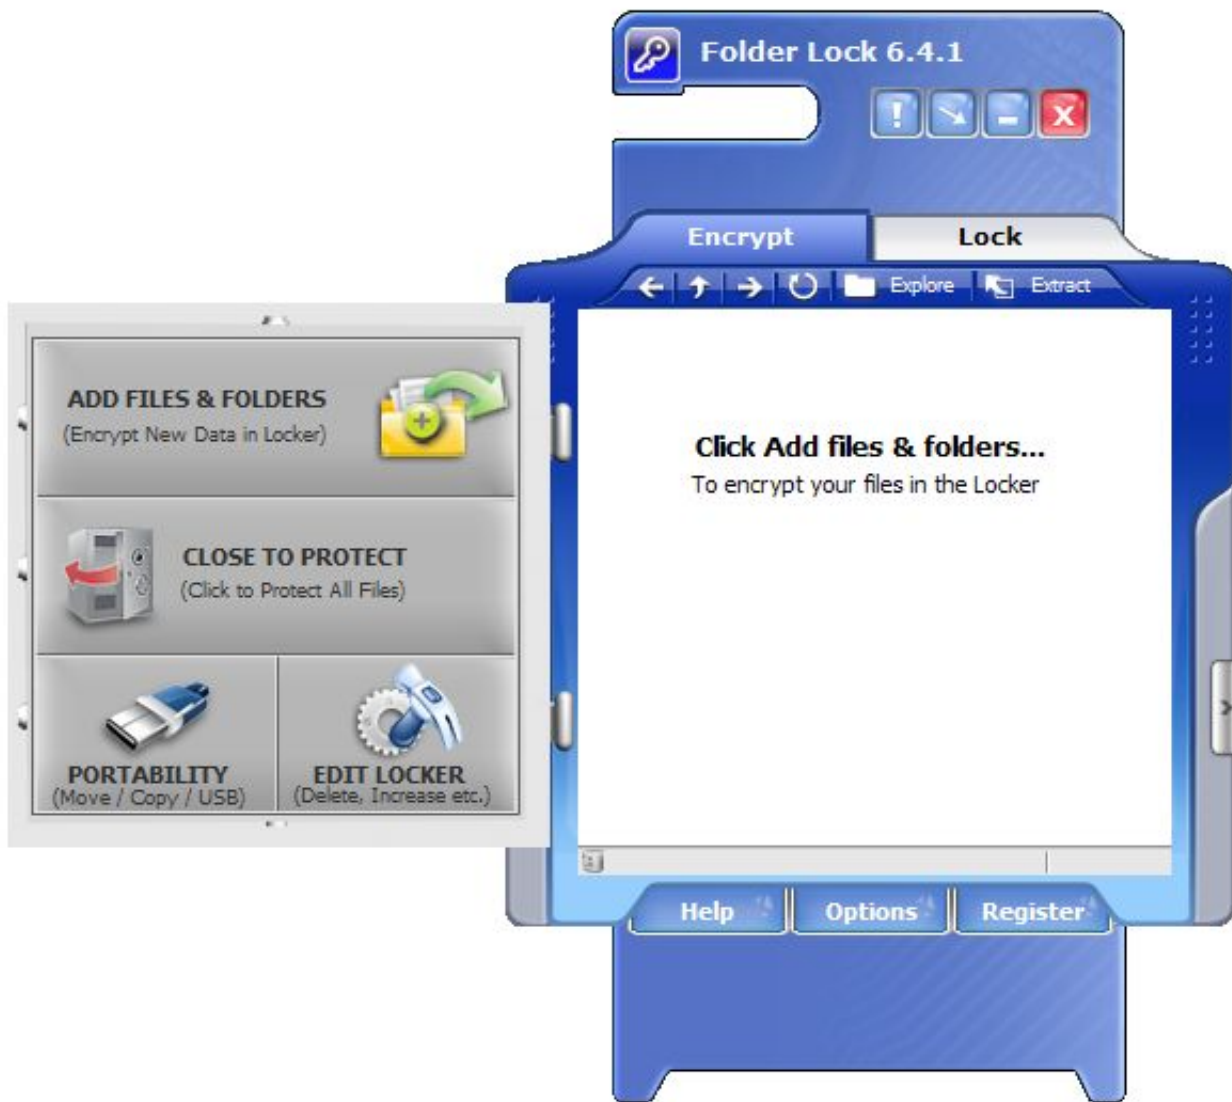 Folder Lock 6.4.1
Encrypt
Lock
Explore
Extract
ADD FILES & FOLDERS
(Encrypt New Data in Locker)
CLOSE TO PROTECT
(Click to Protect All Files)
PORTABILITY
(Move / Copy / USB)
EDIT LOCKER
(Delete, Increase etc.)
Click Add files & folders...
To encrypt your files in the Locker
Help
Options
Register